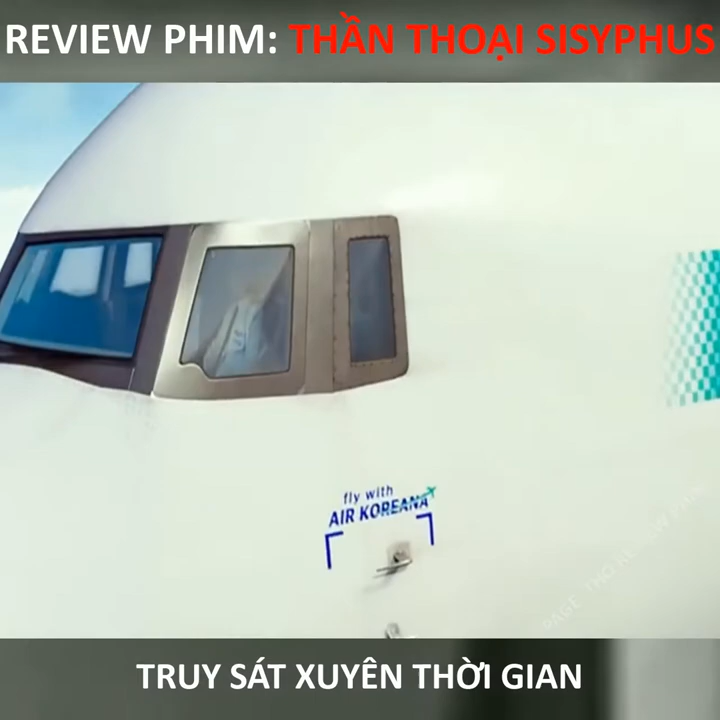 REVIEW PHIM: THẦN THOẠI SISYPHUS
fly with
AIR KOREANA
TRUY SÁT XUYÊN THỜI GIAN